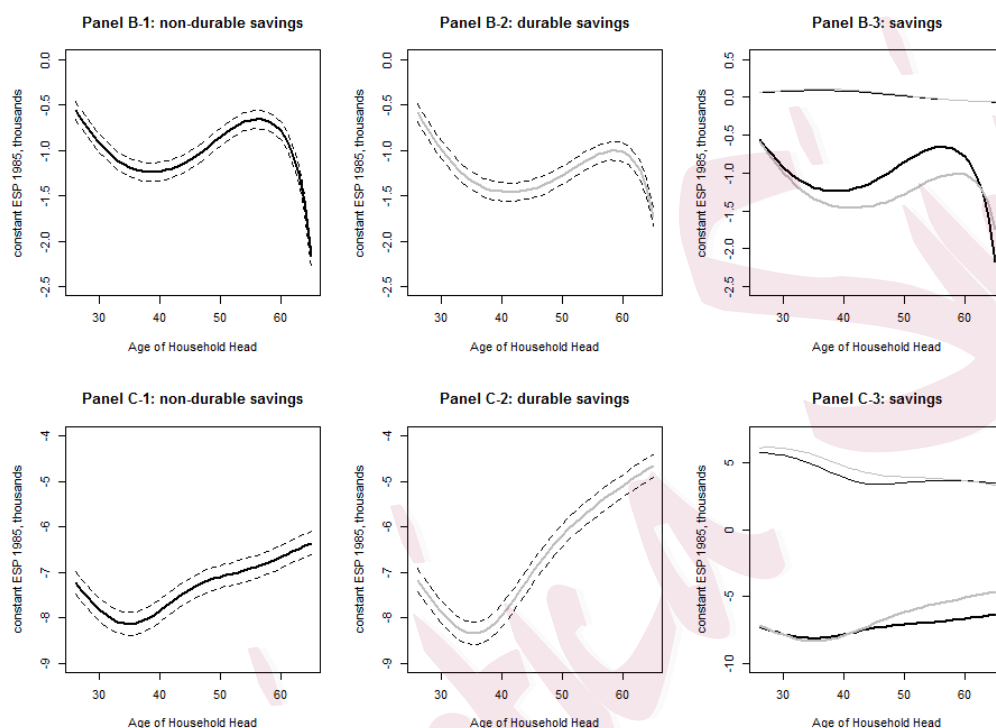 Panel B-1: non-durable savings
Panel B-2: durable savings
Panel B-3: savings
constant ESP 1985, thousands
0.0
-0.5
-1.0
-1.5
-2.0
-2.5
30 40 50 60
Age of Household Head
constant ESP 1985, thousands
0.0
-0.5
-1.0
-1.5
-2.0
-2.5
30 40 50 60
Age of Household Head
constant ESP 1985, thousands
0.5
0.0
-0.5
-1.0
-1.5
-2.0
-2.5
30 40 50 60
Age of Household Head
Panel C-1: non-durable savings
Panel C-2: durable savings
Panel C-3: savings
constant ESP 1985, thousands
-4
-5
-6
-7
-8
-9
30 40 50 60
Age of Household Head
constant ESP 1985, thousands
-4
-5
-6
-7
-8
-9
30 40 50 60
Age of Household Head
constant ESP 1985, thousands
5
0
-5
-10
30 40 50 60
Age of Household Head